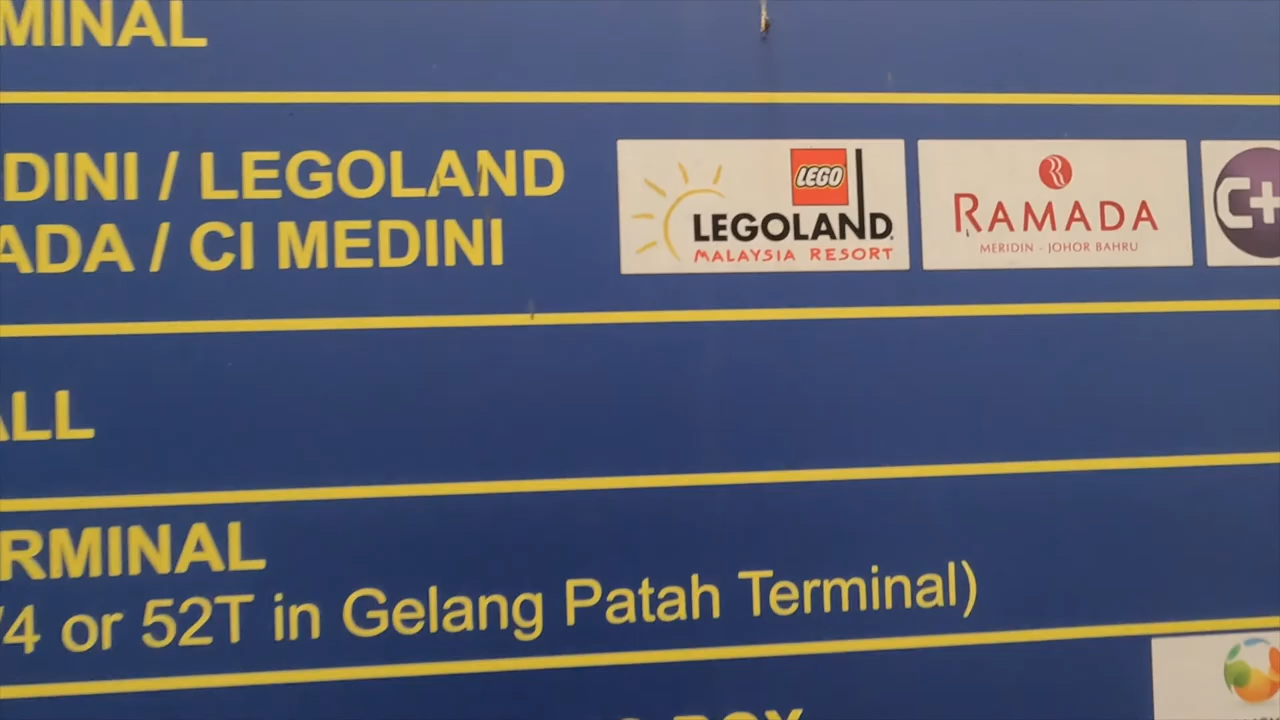 MINAL
DINI / LEGOLAND
ADA / CI MEDINI
LEGO
LEGOLAND
MALAYSIA RESORT
RAMADA
MERIDIN - JOHOR BAHRU
C+
ALL
RMINAL
/4 or 52T in Gelang Patah Terminal)